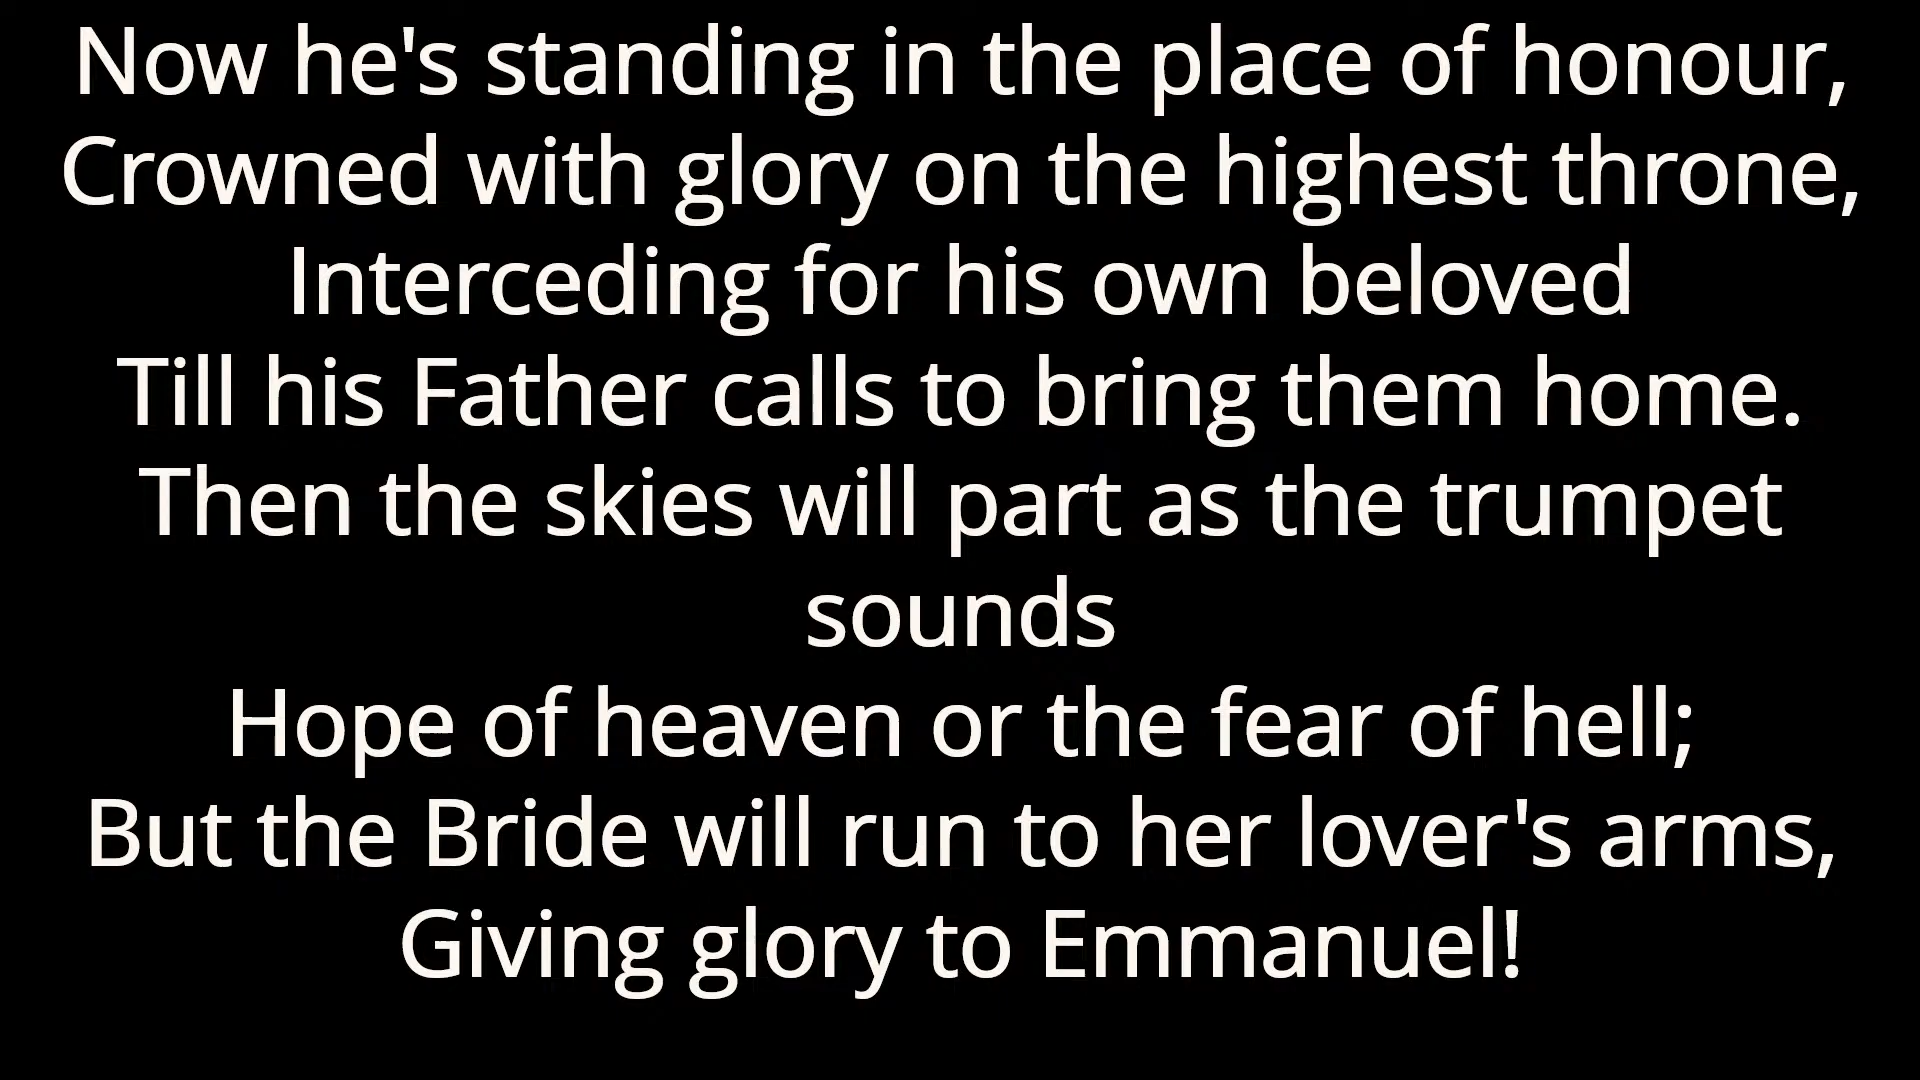 Now he's standing in the place of honour,
Crowned with glory on the highest throne,
Interceding for his own beloved
Till his Father calls to bring them home.
Then the skies will part as the trumpet
sounds
Hope of heaven or the fear of hell;
But the Bride will run to her lover's arms,
Giving glory to Emmanuel!